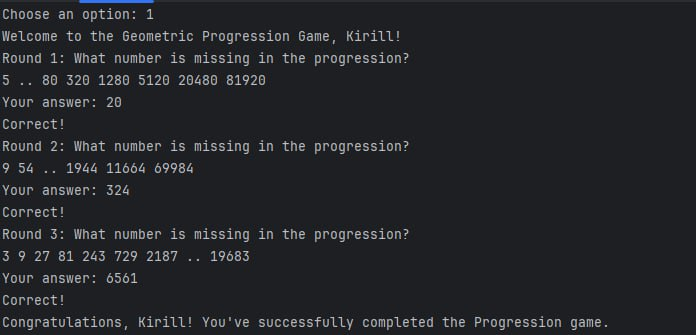 Choose an option: 1
Welcome to the Geometric Progression Game, Kirill!
Round 1: What number is missing in the progression?
5 .. 80 320 1280 5120 20480 81920
Your answer: 20
Correct!
Round 2: What number is missing in the progression?
9 54 .. 1944 11664 69984
Your answer: 324
Correct!
Round 3: What number is missing in the progression?
3 9 27 81 243 729 2187 .. 19683
Your answer: 6561
Correct!
Congratulations, Kirill! You've successfully completed the Progression game.